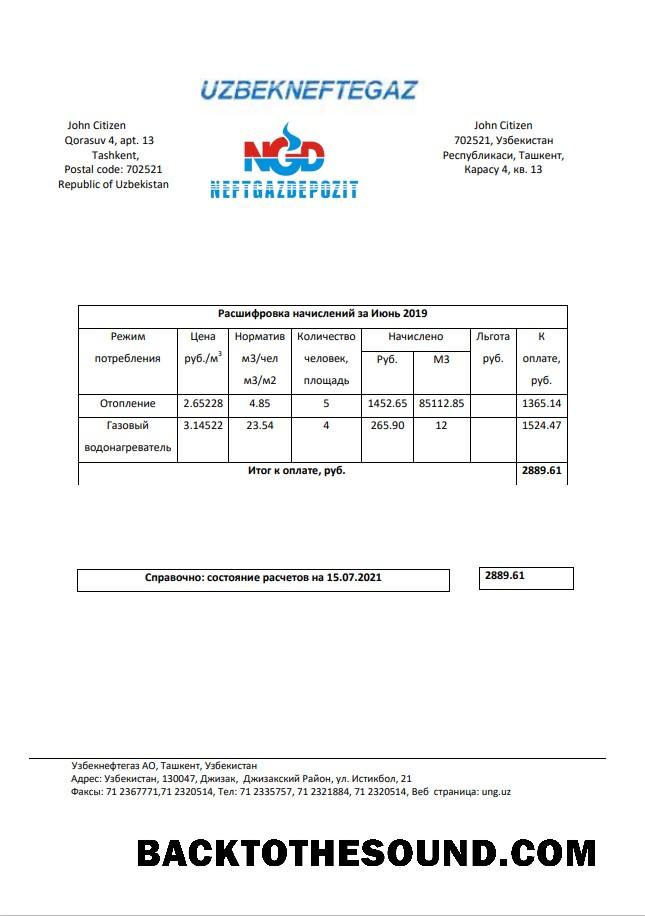 UZBEKNEFTEGAZ
John Citizen
Qorasuv 4, apt. 13
Tashkent,
Postal code: 702521
Republic of Uzbekistan
NGD
NEFTGAZDEPOZIT
John Citizen
702521, Узбекистан
Республикаси, Ташкент,
Карасу 4, кв. 13
Расшифровка начислений за Июнь 2019
Режим потребления
Цена руб./м³
Норматив м3/чел м3/м2
Количество человек, площадь
Начислено
Руб.
М3
Льгота руб.
К оплате, руб.
Отопление 2.65228 4.85 5 1452.65 85112.85 1365.14
Газовый водонагреватель 3.14522 23.54 4 265.90 12 1524.47
Итог к оплате, руб. 2889.61
Справочно: состояние расчетов на 15.07.2021 2889.61
Узбекнефтегаз АО, Ташкент, Узбекистан
Адрес: Узбекистан, 130047, Джизак, Джизакский Район, ул. Истикбол, 21
Факсы: 71 2367771,71 2320514, Тел: 71 2335757, 71 2321884, 71 2320514, Веб страница: ung.uz
BACKTOTHESOUND.COM